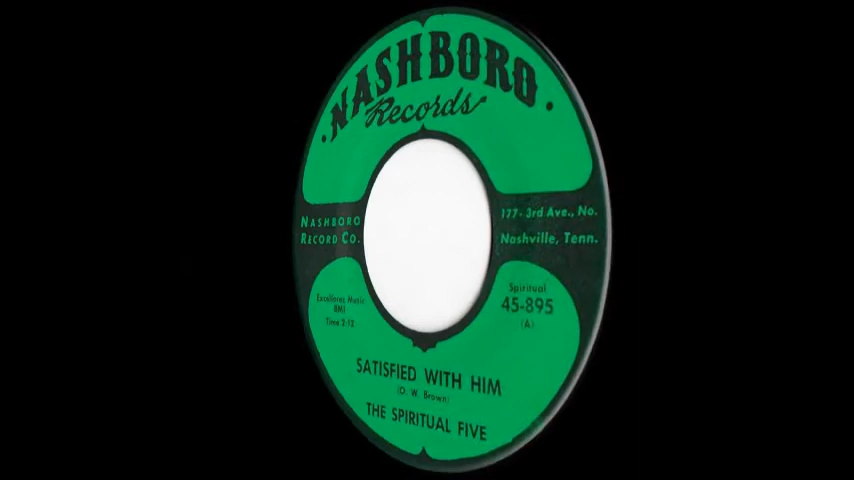 • NASHBORO •
Records
NASHBORO
RECORD CO.
177- 3rd Ave., No.
Nashville, Tenn.
Excellorec Music
BMI
Time 2-12
Spiritual
45-895
(A)
SATISFIED WITH HIM
(O. W. Brown)
THE SPIRITUAL FIVE